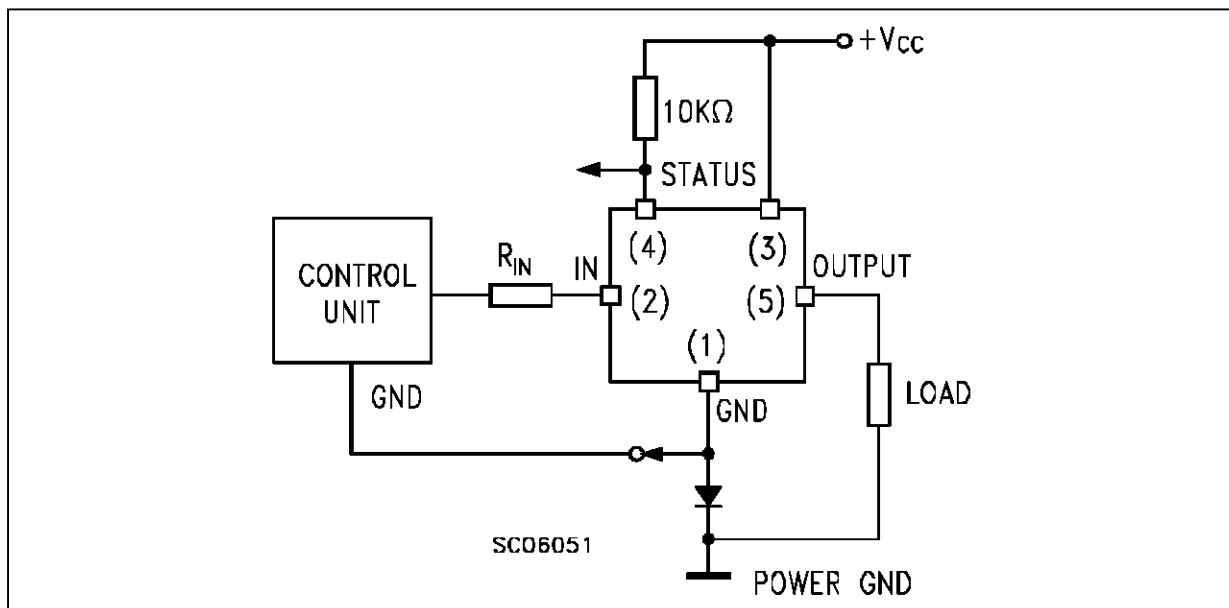 +VCC
10KΩ
STATUS
(4)
(3)
RIN
IN
OUTPUT
CONTROL
UNIT
(2)
(5)
(1)
GND
GND
LOAD
SC06051
POWER GND